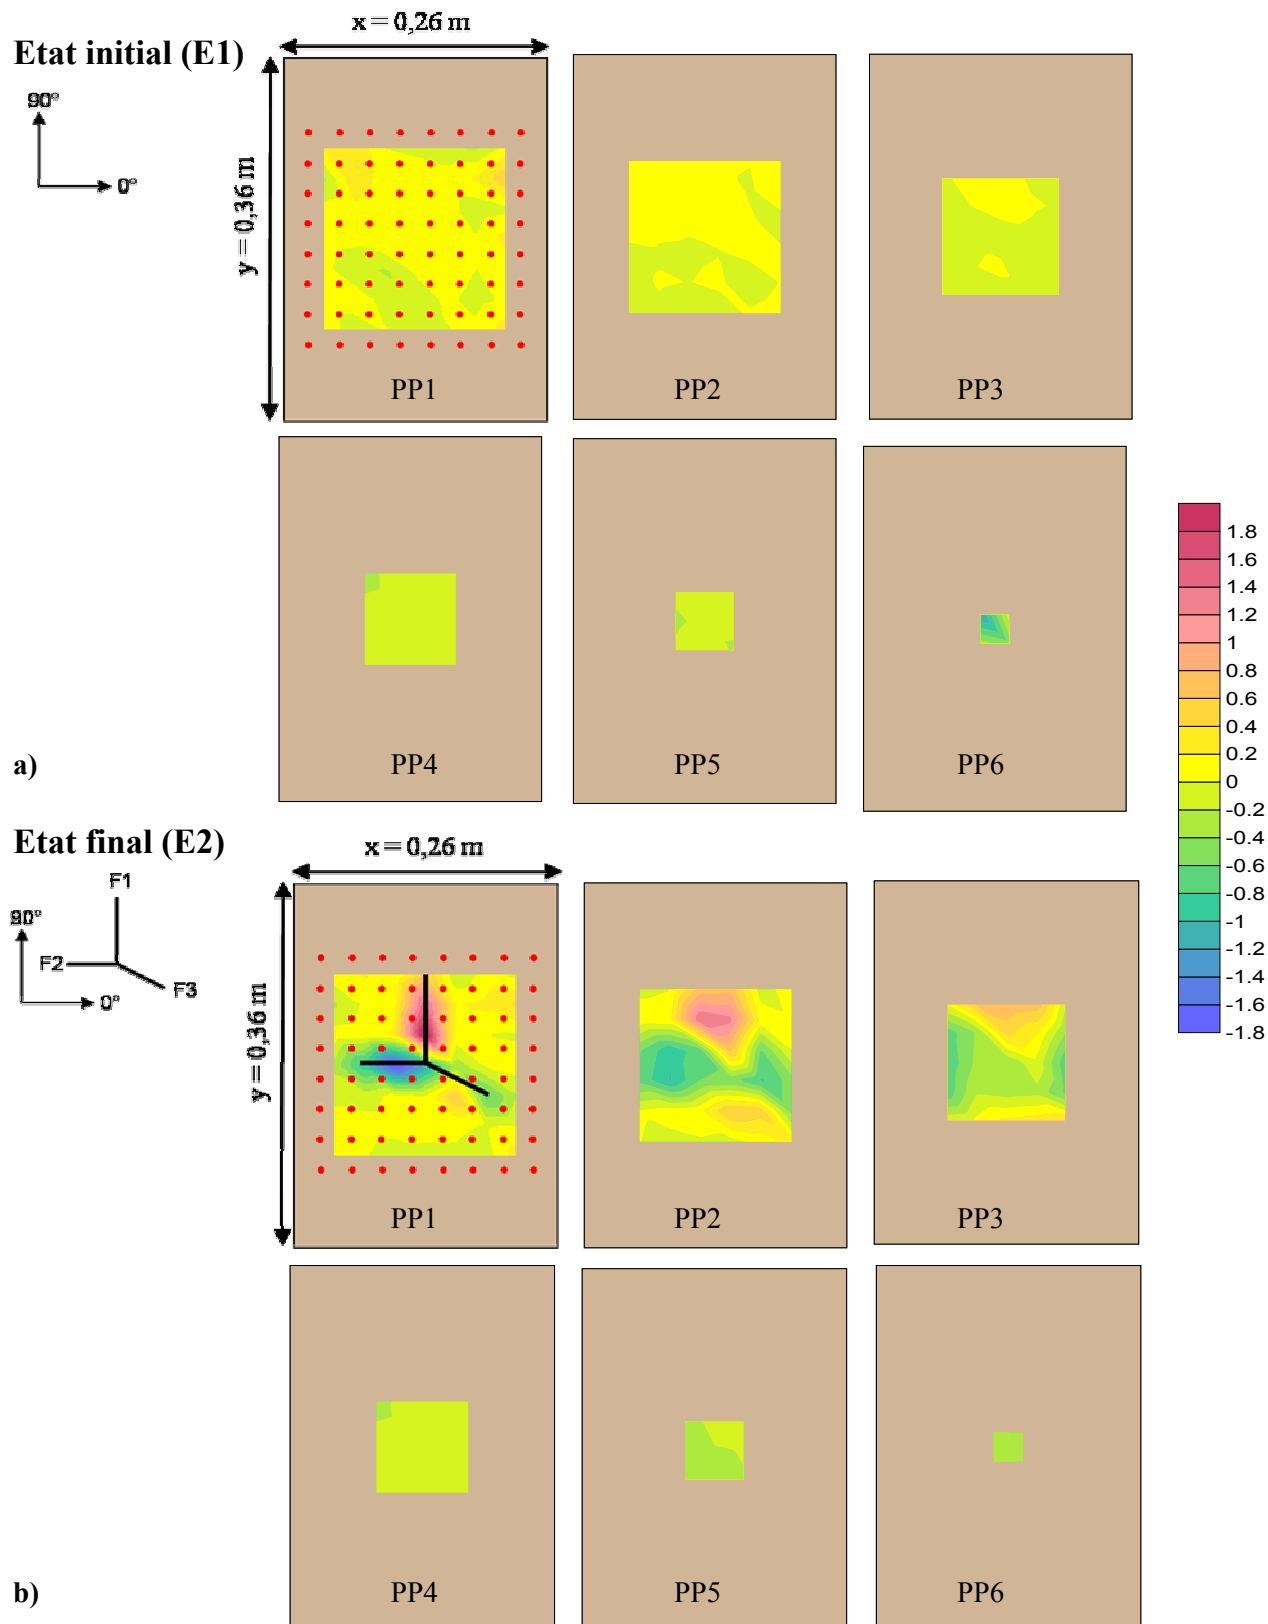 x = 0,26 m
Etat initial (E1)
90°
0°
y = 0,36 m
PP1
PP2
PP3
PP4
PP5
PP6
a)
1.8
1.6
1.4
1.2
1
0.8
0.6
0.4
0.2
0
-0.2
-0.4
-0.6
-0.8
-1
-1.2
-1.4
-1.6
-1.8
Etat final (E2)
x = 0,26 m
F1
90°
F2
F3
0°
y = 0,36 m
PP1
PP2
PP3
PP4
PP5
PP6
b)